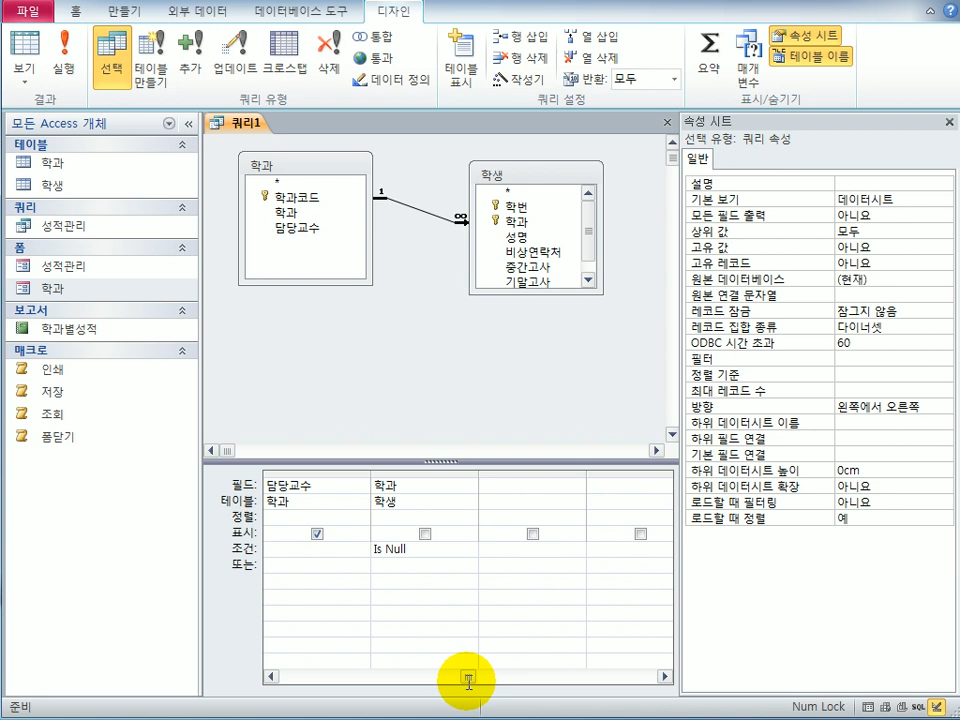 파일 홈 만들기 외부 데이터 데이터베이스 도구 디자인
보기 실행 선택 테이블 만들기 추가 업데이트 크로스탭 삭제 통합 통과 데이터 정의 테이블 표시 행 삽입 행 삭제 작성기 열 삽입 열 삭제 반환: 모두 요약 매개 변수 속성 시트 테이블 이름
결과 쿼리 유형 쿼리 설정 표시/숨기기
모든 Access 개체 «
테이블
학과
학생
쿼리
성적관리
폼
성적관리
학과
보고서
학과별성적
매크로
인쇄
저장
조회
폼닫기
쿼리1
학과
*
학과코드
학과
담당교수
1
∞
학생
*
학번
학과
성명
비상연락처
중간고사
기말고사
필드: 담당교수 학과
테이블: 학과 학생
정렬:
표시:
조건: Is Null
또는:
속성 시트
선택 유형: 쿼리 속성
일반
설명
기본 보기 데이터시트
모든 필드 출력 아니요
상위 값 모두
고유 값 아니요
고유 레코드 아니요
원본 데이터베이스 (현재)
원본 연결 문자열
레코드 잠금 잠그지 않음
레코드 집합 종류 다이너셋
ODBC 시간 초과 60
필터
정렬 기준
최대 레코드 수
방향 왼쪽에서 오른쪽
하위 데이터시트 이름
하위 필드 연결
기본 필드 연결
하위 데이터시트 높이 0cm
하위 데이터시트 확장 아니요
로드할 때 필터링 아니요
로드할 때 정렬 예
준비 Num Lock SQL